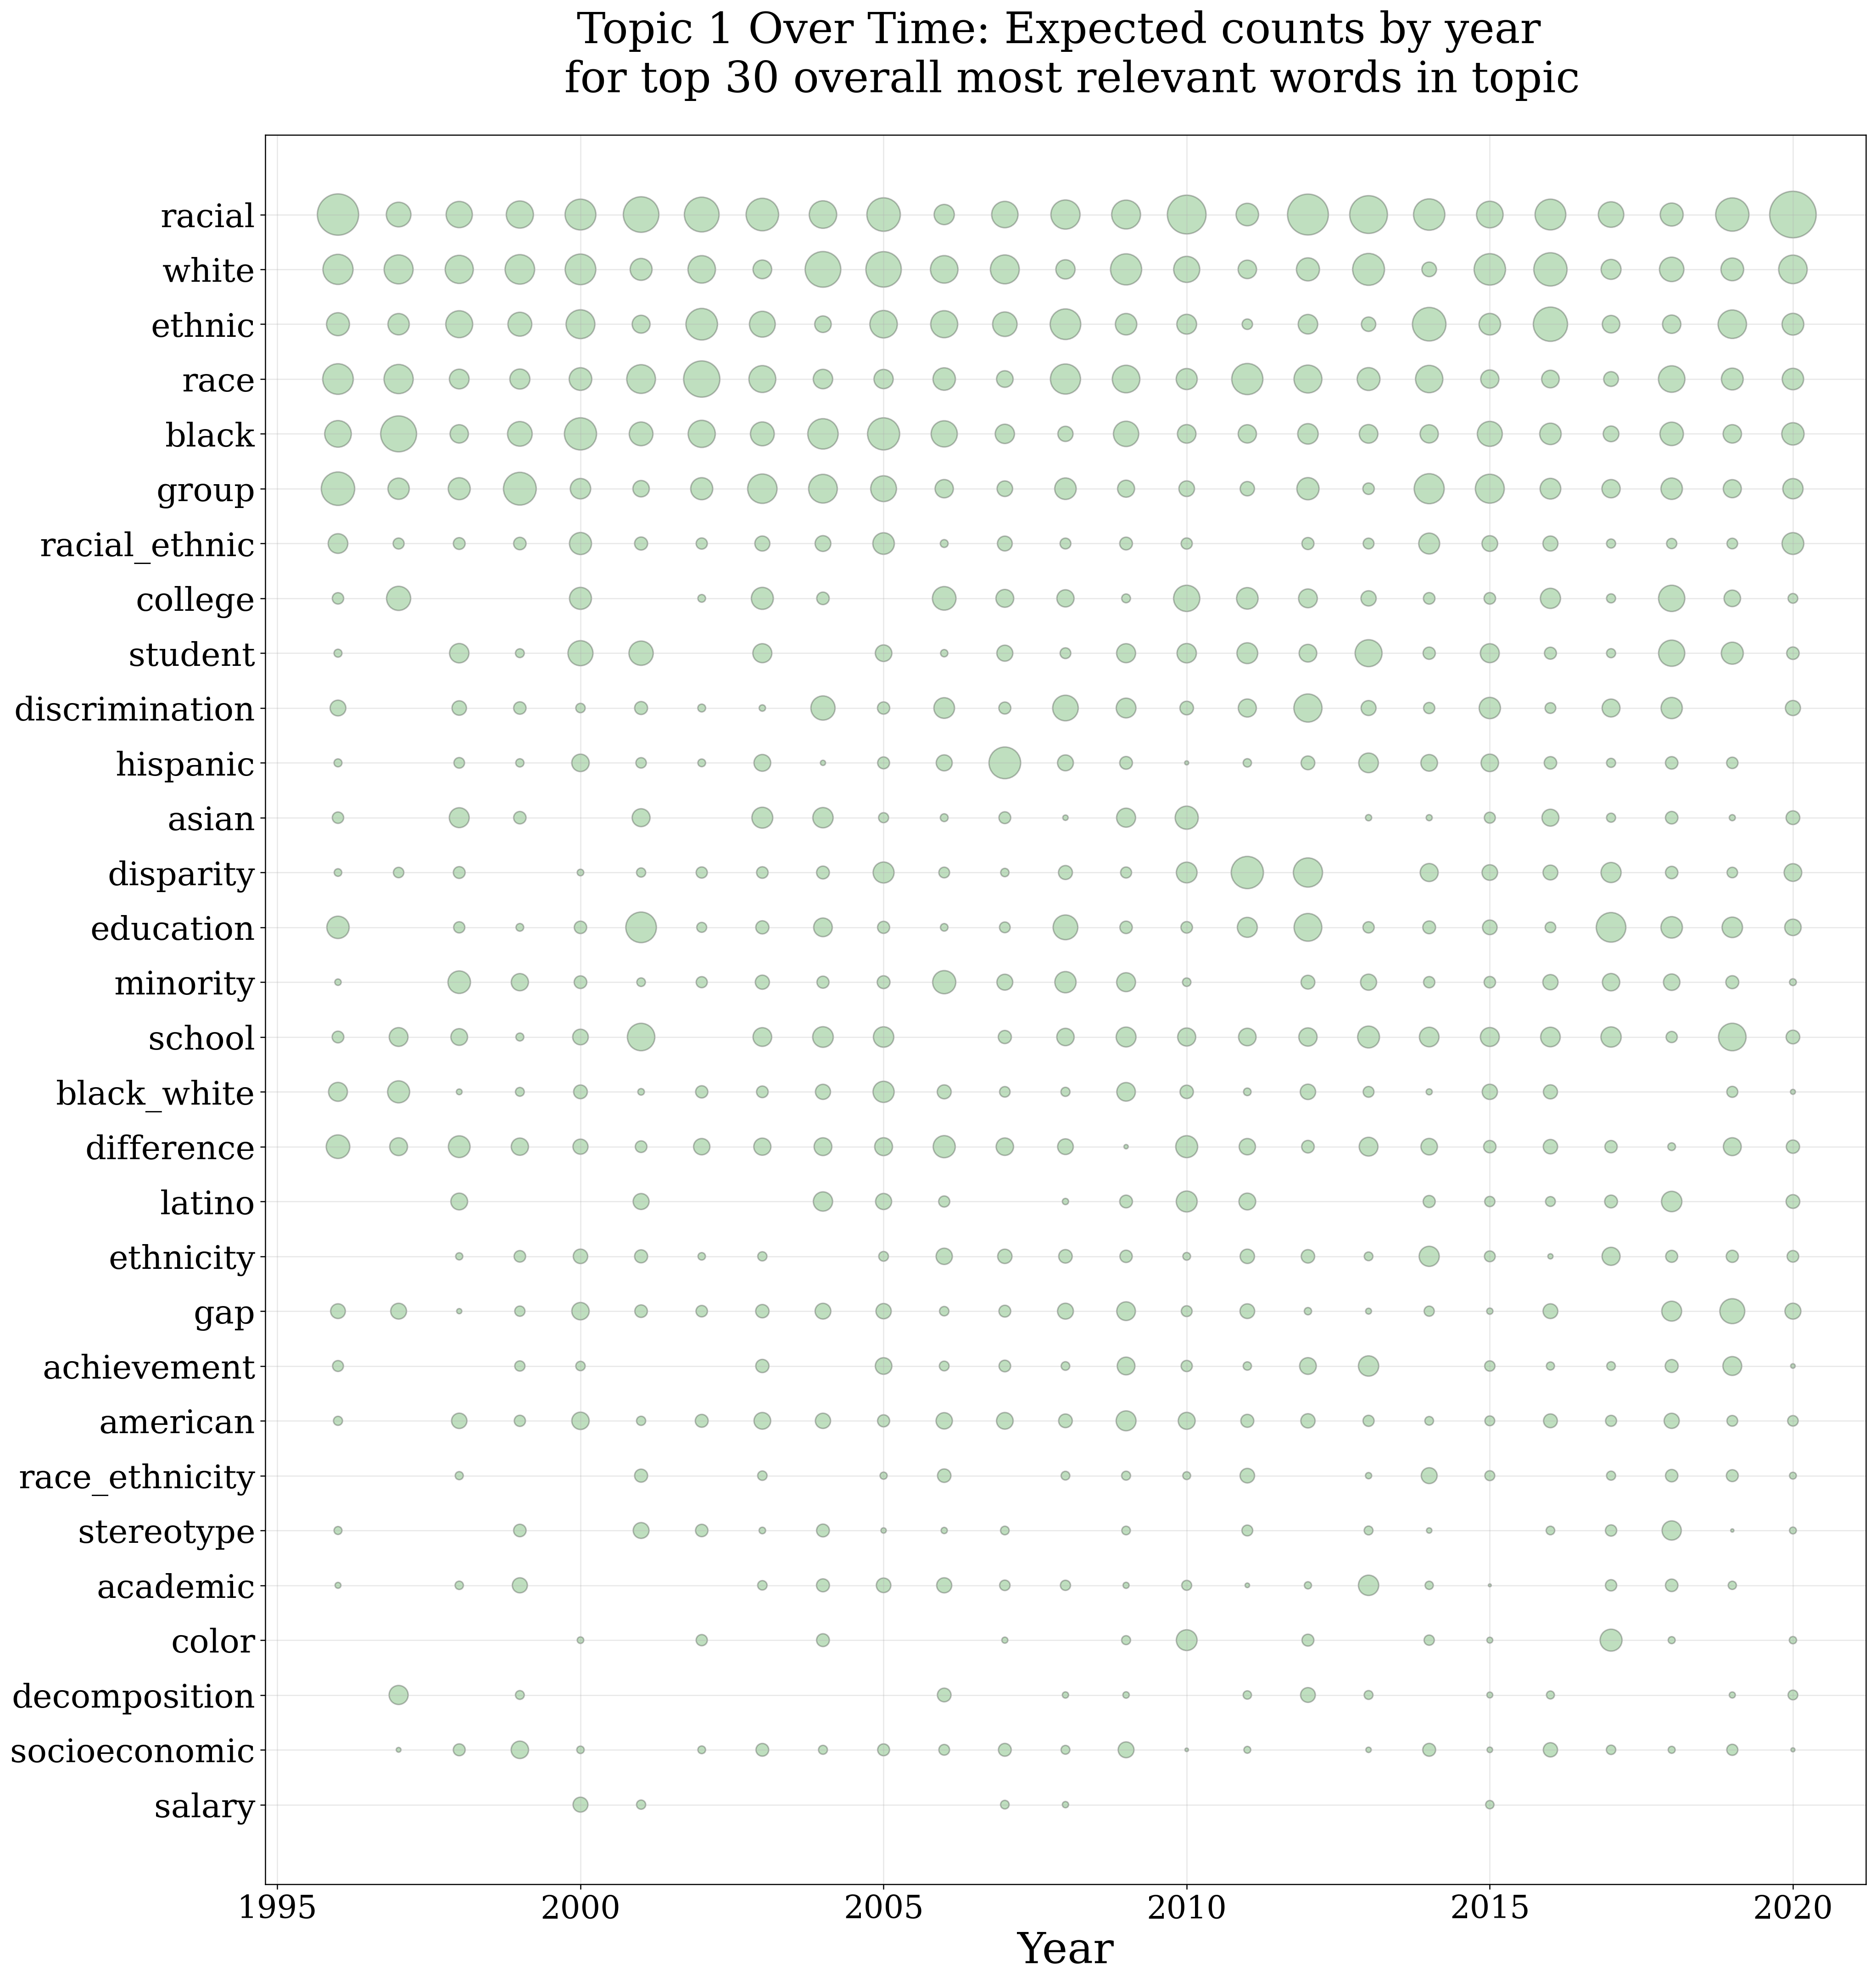 Topic 1 Over Time: Expected counts by year
for top 30 overall most relevant words in topic
racial
white
ethnic
race
black
group
racial_ethnic
college
student
discrimination
hispanic
asian
disparity
education
minority
school
black_white
difference
latino
ethnicity
gap
achievement
american
race_ethnicity
stereotype
academic
color
decomposition
socioeconomic
salary
1995 2000 2005 2010 2015 2020
Year